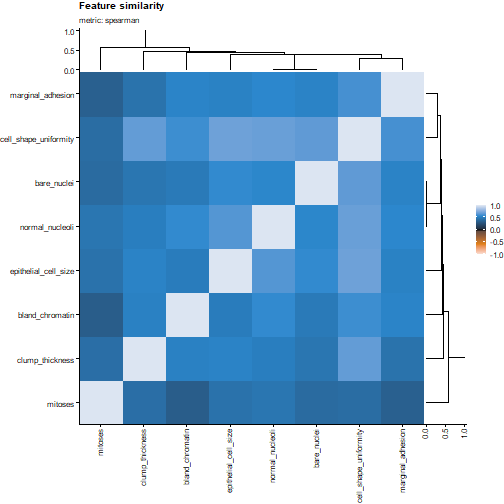 Feature similarity
metric: spearman
1.0
0.5
0.0
marginal_adhesion
cell_shape_uniformity
bare_nuclei
normal_nucleoli
epithelial_cell_size
bland_chromatin
clump_thickness
mitoses
1.0
0.5
0.0
-0.5
-1.0
mitoses
clump_thickness
bland_chromatin
epithelial_cell_size
normal_nucleoli
bare_nuclei
cell_shape_uniformity
marginal_adhesion
0.0
0.5
1.0